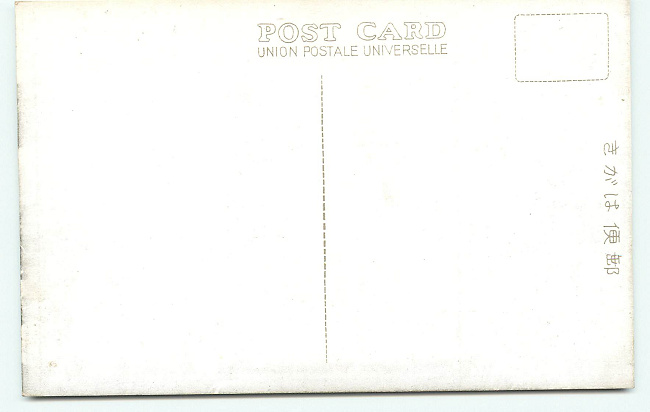 POST CARD
UNION POSTALE UNIVERSELLE
郵便はがき